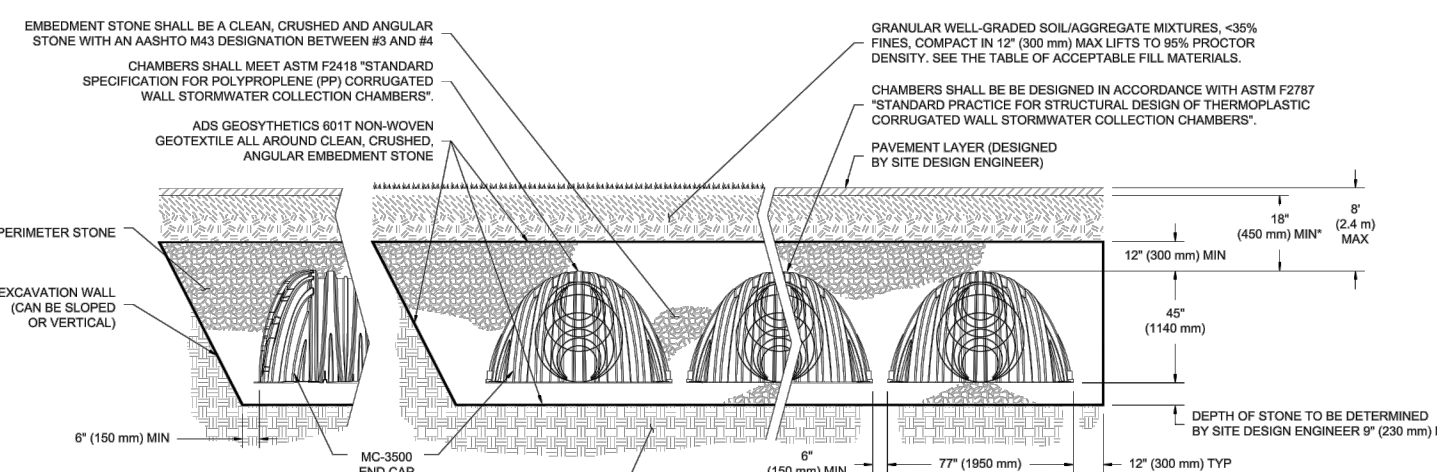 EMBEDMENT STONE SHALL BE A CLEAN, CRUSHED AND ANGULAR
STONE WITH AN AASHTO M43 DESIGNATION BETWEEN #3 AND #4
CHAMBERS SHALL MEET ASTM F2418 "STANDARD
SPECIFICATION FOR POLYPROPLENE (PP) CORRUGATED
WALL STORMWATER COLLECTION CHAMBERS".
ADS GEOSYTHETICS 601T NON-WOVEN
GEOTEXTILE ALL AROUND CLEAN, CRUSHED,
ANGULAR EMBEDMENT STONE
GRANULAR WELL-GRADED SOIL/AGGREGATE MIXTURES, <35%
FINES, COMPACT IN 12" (300 mm) MAX LIFTS TO 95% PROCTOR
DENSITY. SEE THE TABLE OF ACCEPTABLE FILL MATERIALS.
CHAMBERS SHALL BE BE DESIGNED IN ACCORDANCE WITH ASTM F2787
"STANDARD PRACTICE FOR STRUCTURAL DESIGN OF THERMOPLASTIC
CORRUGATED WALL STORMWATER COLLECTION CHAMBERS".
PAVEMENT LAYER (DESIGNED
BY SITE DESIGN ENGINEER)
PERIMETER STONE
EXCAVATION WALL
(CAN BE SLOPED
OR VERTICAL)
18"
(450 mm) MIN*
8'
(2.4 m)
MAX
12" (300 mm) MIN
45"
(1140 mm)
DEPTH OF STONE TO BE DETERMINED
BY SITE DESIGN ENGINEER 9" (230 mm)
6" (150 mm) MIN
MC-3500
END CAP
6"
(150 mm) MIN
77" (1950 mm)
12" (300 mm) TYP